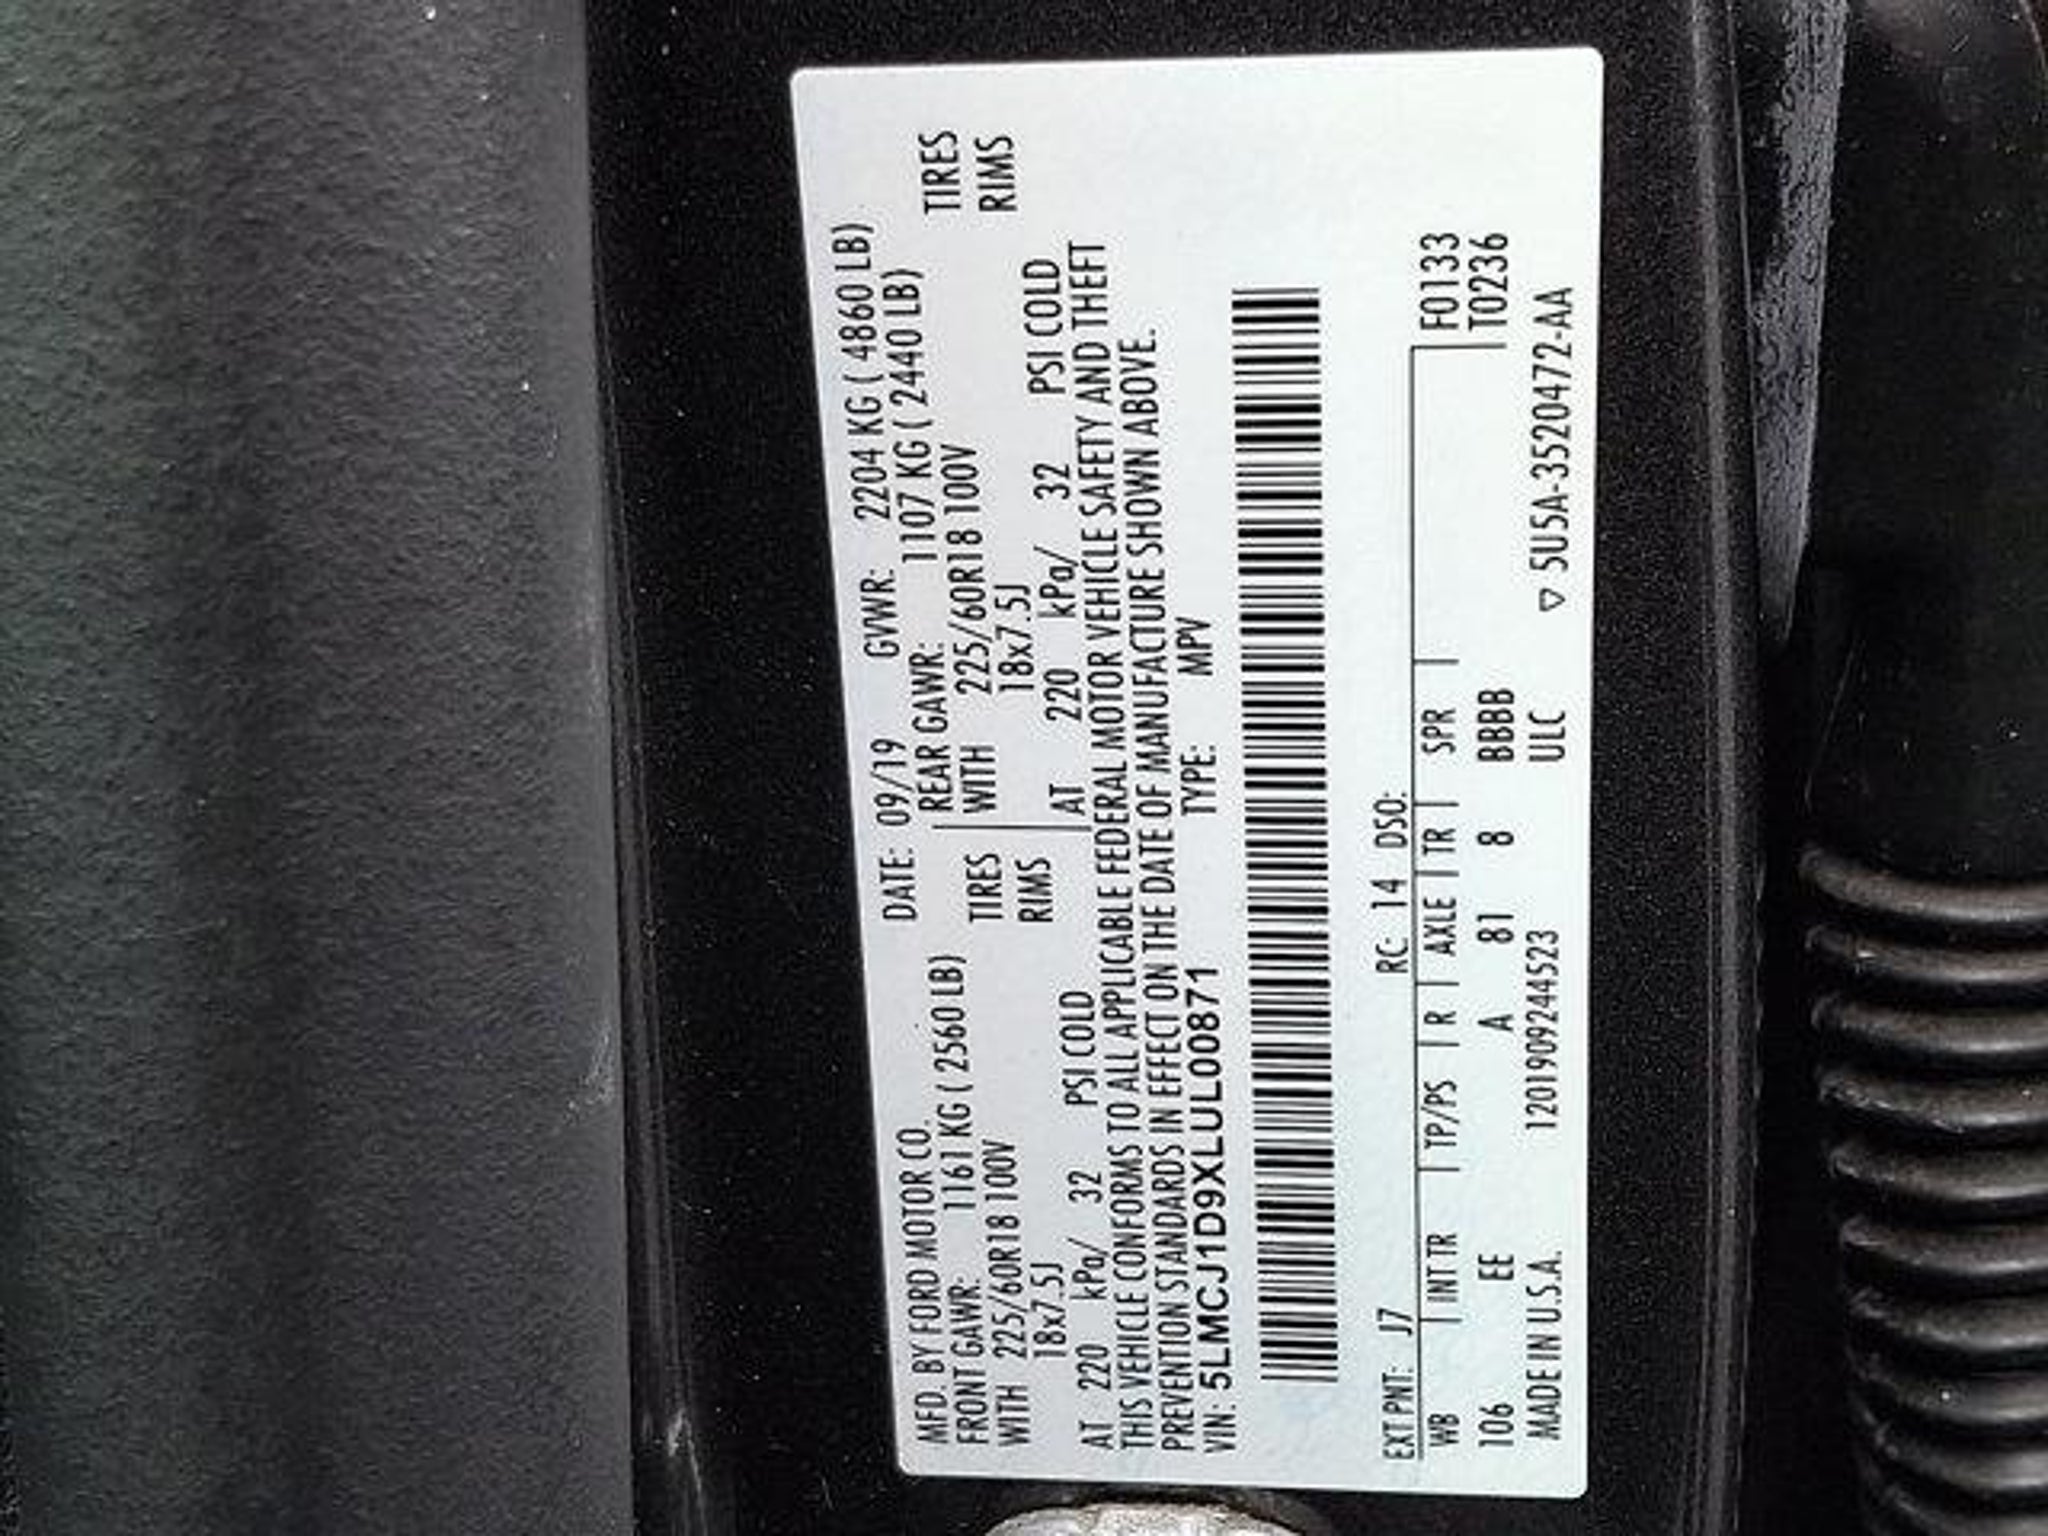 MFD. BY FORD MOTOR CO. DATE: 09/19 GVWR: 2204 KG ( 4860 LB)
FRONT GAWR: 1161 KG ( 2560 LB) REAR GAWR: 1107 KG ( 2440 LB)
WITH 225/60R18 100V TIRES WITH 225/60R18 100V TIRES
18x7.5J RIMS 18x7.5J RIMS
AT 220 kPa/ 32 PSI COLD AT 220 kPa/ 32 PSI COLD
THIS VEHICLE CONFORMS TO ALL APPLICABLE FEDERAL MOTOR VEHICLE SAFETY AND THEFT
PREVENTION STANDARDS IN EFFECT ON THE DATE OF MANUFACTURE SHOWN ABOVE.
VIN: 5LMCJ1D9XLUL00871 TYPE: MPV
EXT PNT: J7 RC: 14 DSO:
WB INT TR TP/PS R AXLE TR SPR F0133
106 EE A 81 8 BBBB T0236
MADE IN U.S.A. 1201909244523 ULC ▽ 5U5A-3520472-AA